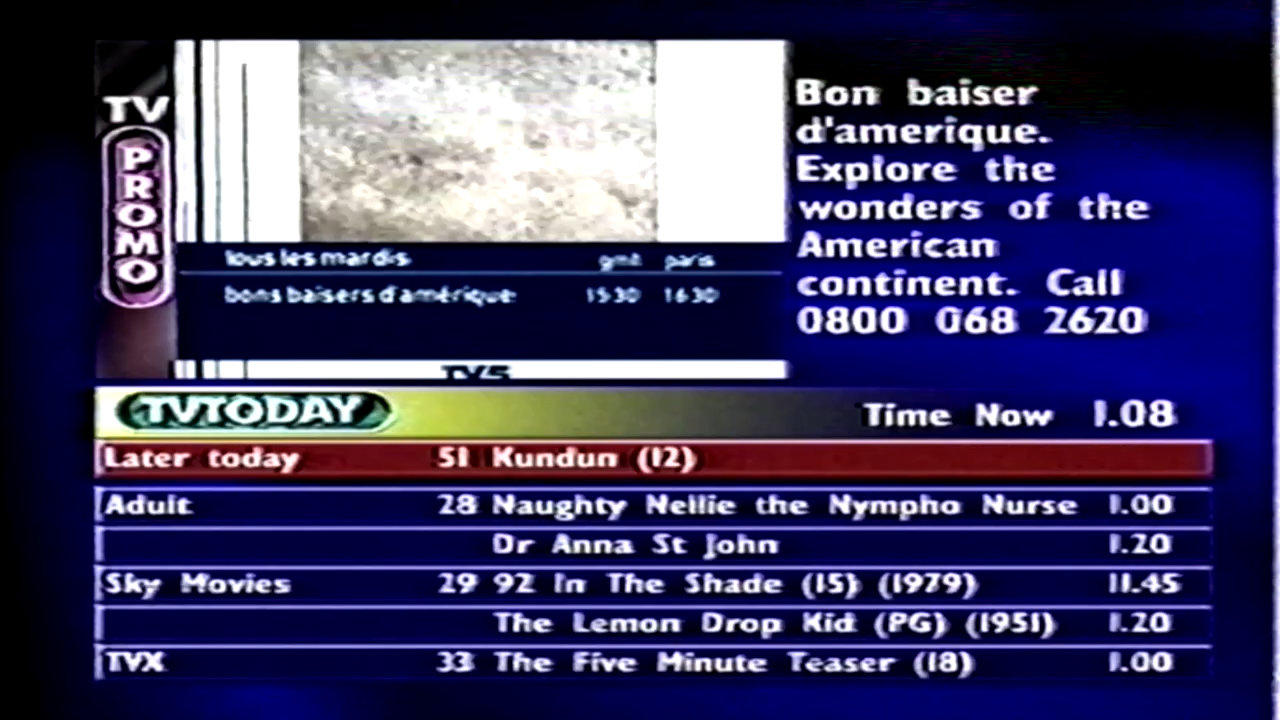 TV
PROMO
tous les mardis gmt paris
bons baisers d'amérique 15 30 16 30
TV5
Bon baiser
d'amerique.
Explore the
wonders of the
American
continent. Call
0800 068 2620
TVTODAY Time Now 1.08
Later today 51 Kundun (12)
Adult 28 Naughty Nellie the Nympho Nurse 1.00
Dr Anna St John 1.20
Sky Movies 29 92 In The Shade (15) (1979) 11.45
The Lemon Drop Kid (PG) (1951) 1.20
TVX 33 The Five Minute Teaser (18) 1.00